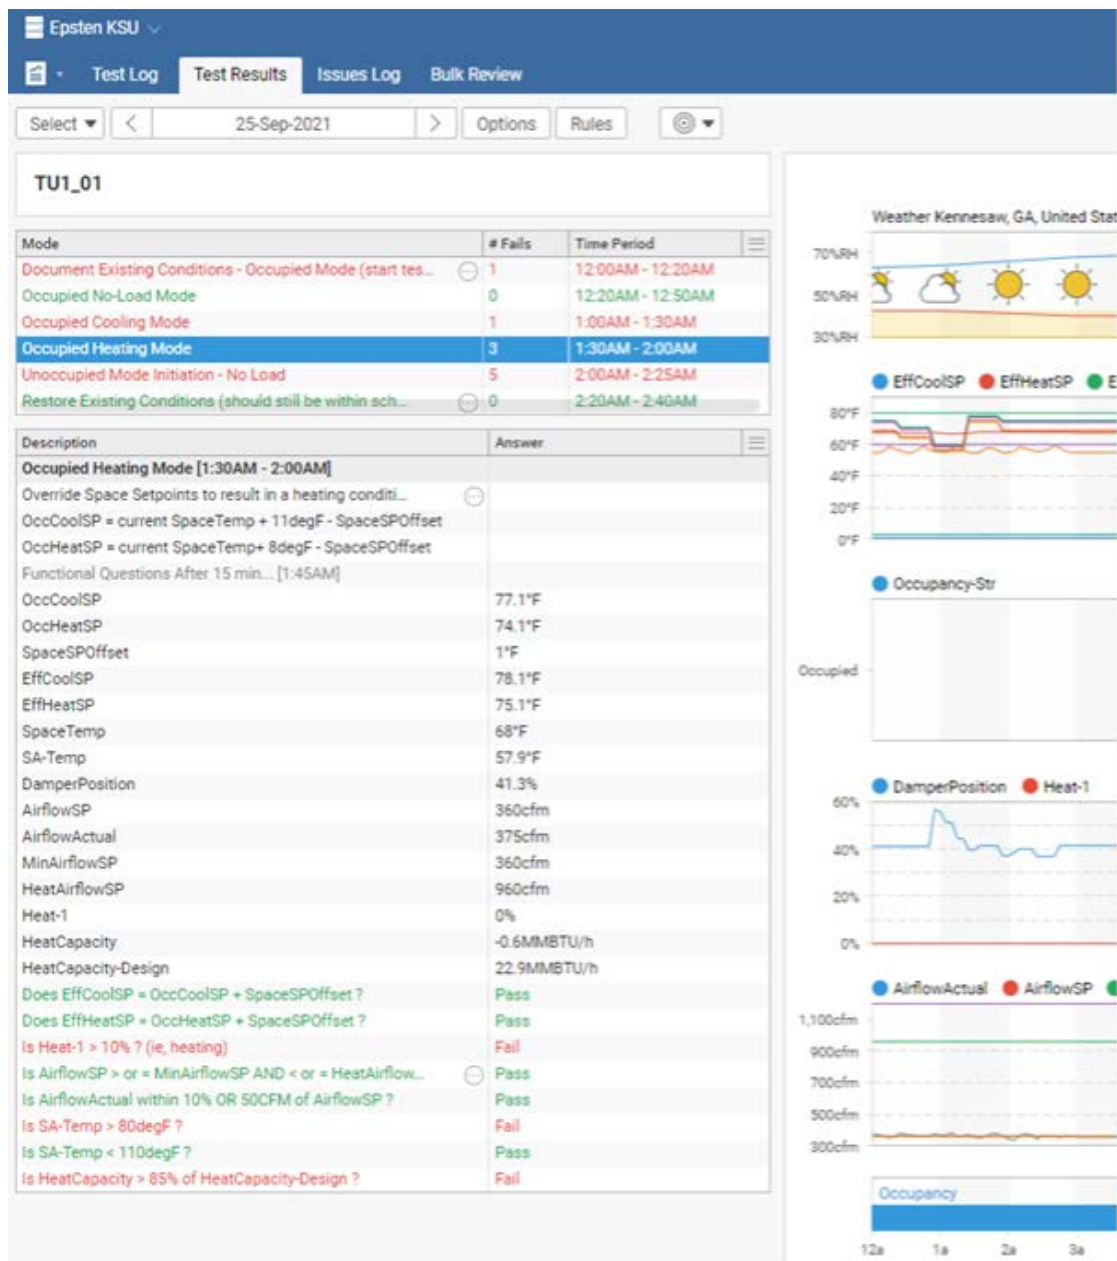 Epsten KSU
Test Log Test Results Issues Log Bulk Review
Select 25-Sep-2021 Options Rules
TU1_01
Mode # Fails Time Period
Document Existing Conditions - Occupied Mode (start tes... 1 12:00AM - 12:20AM
Occupied No-Load Mode 0 12:20AM - 12:50AM
Occupied Cooling Mode 1 1:00AM - 1:30AM
Occupied Heating Mode 3 1:30AM - 2:00AM
Unoccupied Mode Initiation - No Load 5 2:00AM - 2:25AM
Restore Existing Conditions (should still be within sch... 0 2:20AM - 2:40AM
Description Answer
Occupied Heating Mode [1:30AM - 2:00AM]
Override Space Setpoints to result in a heating conditi...
OccCoolSP = current SpaceTemp + 11degF - SpaceSPOffset
OccHeatSP = current SpaceTemp+ 8degF - SpaceSPOffset
Functional Questions After 15 min... [1:45AM]
OccCoolSP 77.1°F
OccHeatSP 74.1°F
SpaceSPOffset 1°F
EffCoolSP 78.1°F
EffHeatSP 75.1°F
SpaceTemp 68°F
SA-Temp 57.9°F
DamperPosition 41.3%
AirflowSP 360cfm
AirflowActual 375cfm
MinAirflowSP 360cfm
HeatAirflowSP 960cfm
Heat-1 0%
HeatCapacity -0.6MMBTU/h
HeatCapacity-Design 22.9MMBTU/h
Does EffCoolSP = OccCoolSP + SpaceSPOffset ? Pass
Does EffHeatSP = OccHeatSP + SpaceSPOffset ? Pass
Is Heat-1 > 10% ? (ie, heating) Fail
Is AirflowSP > or = MinAirflowSP AND < or = HeatAirflow... Pass
Is AirflowActual within 10% OR 50CFM of AirflowSP ? Pass
Is SA-Temp > 80degF ? Fail
Is SA-Temp < 110degF ? Pass
Is HeatCapacity > 85% of HeatCapacity-Design ? Fail
Weather Kennesaw, GA, United Stat
70%RH
50%RH
30%RH
EffCoolSP EffHeatSP E
80°F
60°F
40°F
20°F
0°F
Occupancy-Str
Occupied
DamperPosition Heat-1
60%
40%
20%
0%
AirflowActual AirflowSP
1,100cfm
900cfm
700cfm
500cfm
300cfm
Occupancy
12a 1a 2a 3a